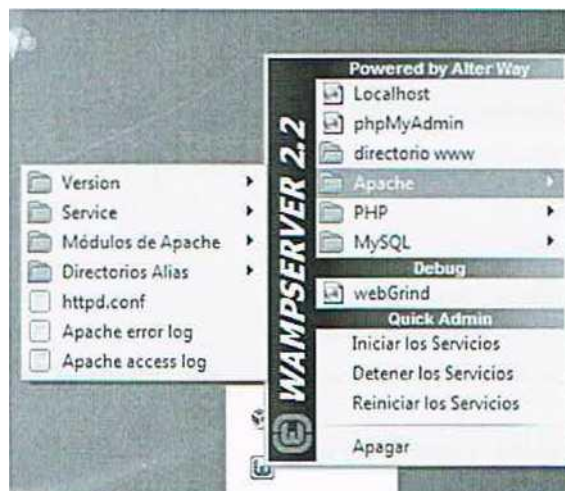 Powered by Alter Way
Localhost
phpMyAdmin
directorio www
Apache
PHP
MySQL
Debug
webGrind
Quick Admin
Iniciar los Servicios
Detener los Servicios
Reiniciar los Servicios
Apagar
WAMPSERVER 2.2
Version
Service
Módulos de Apache
Directorios Alias
httpd.conf
Apache error log
Apache access log